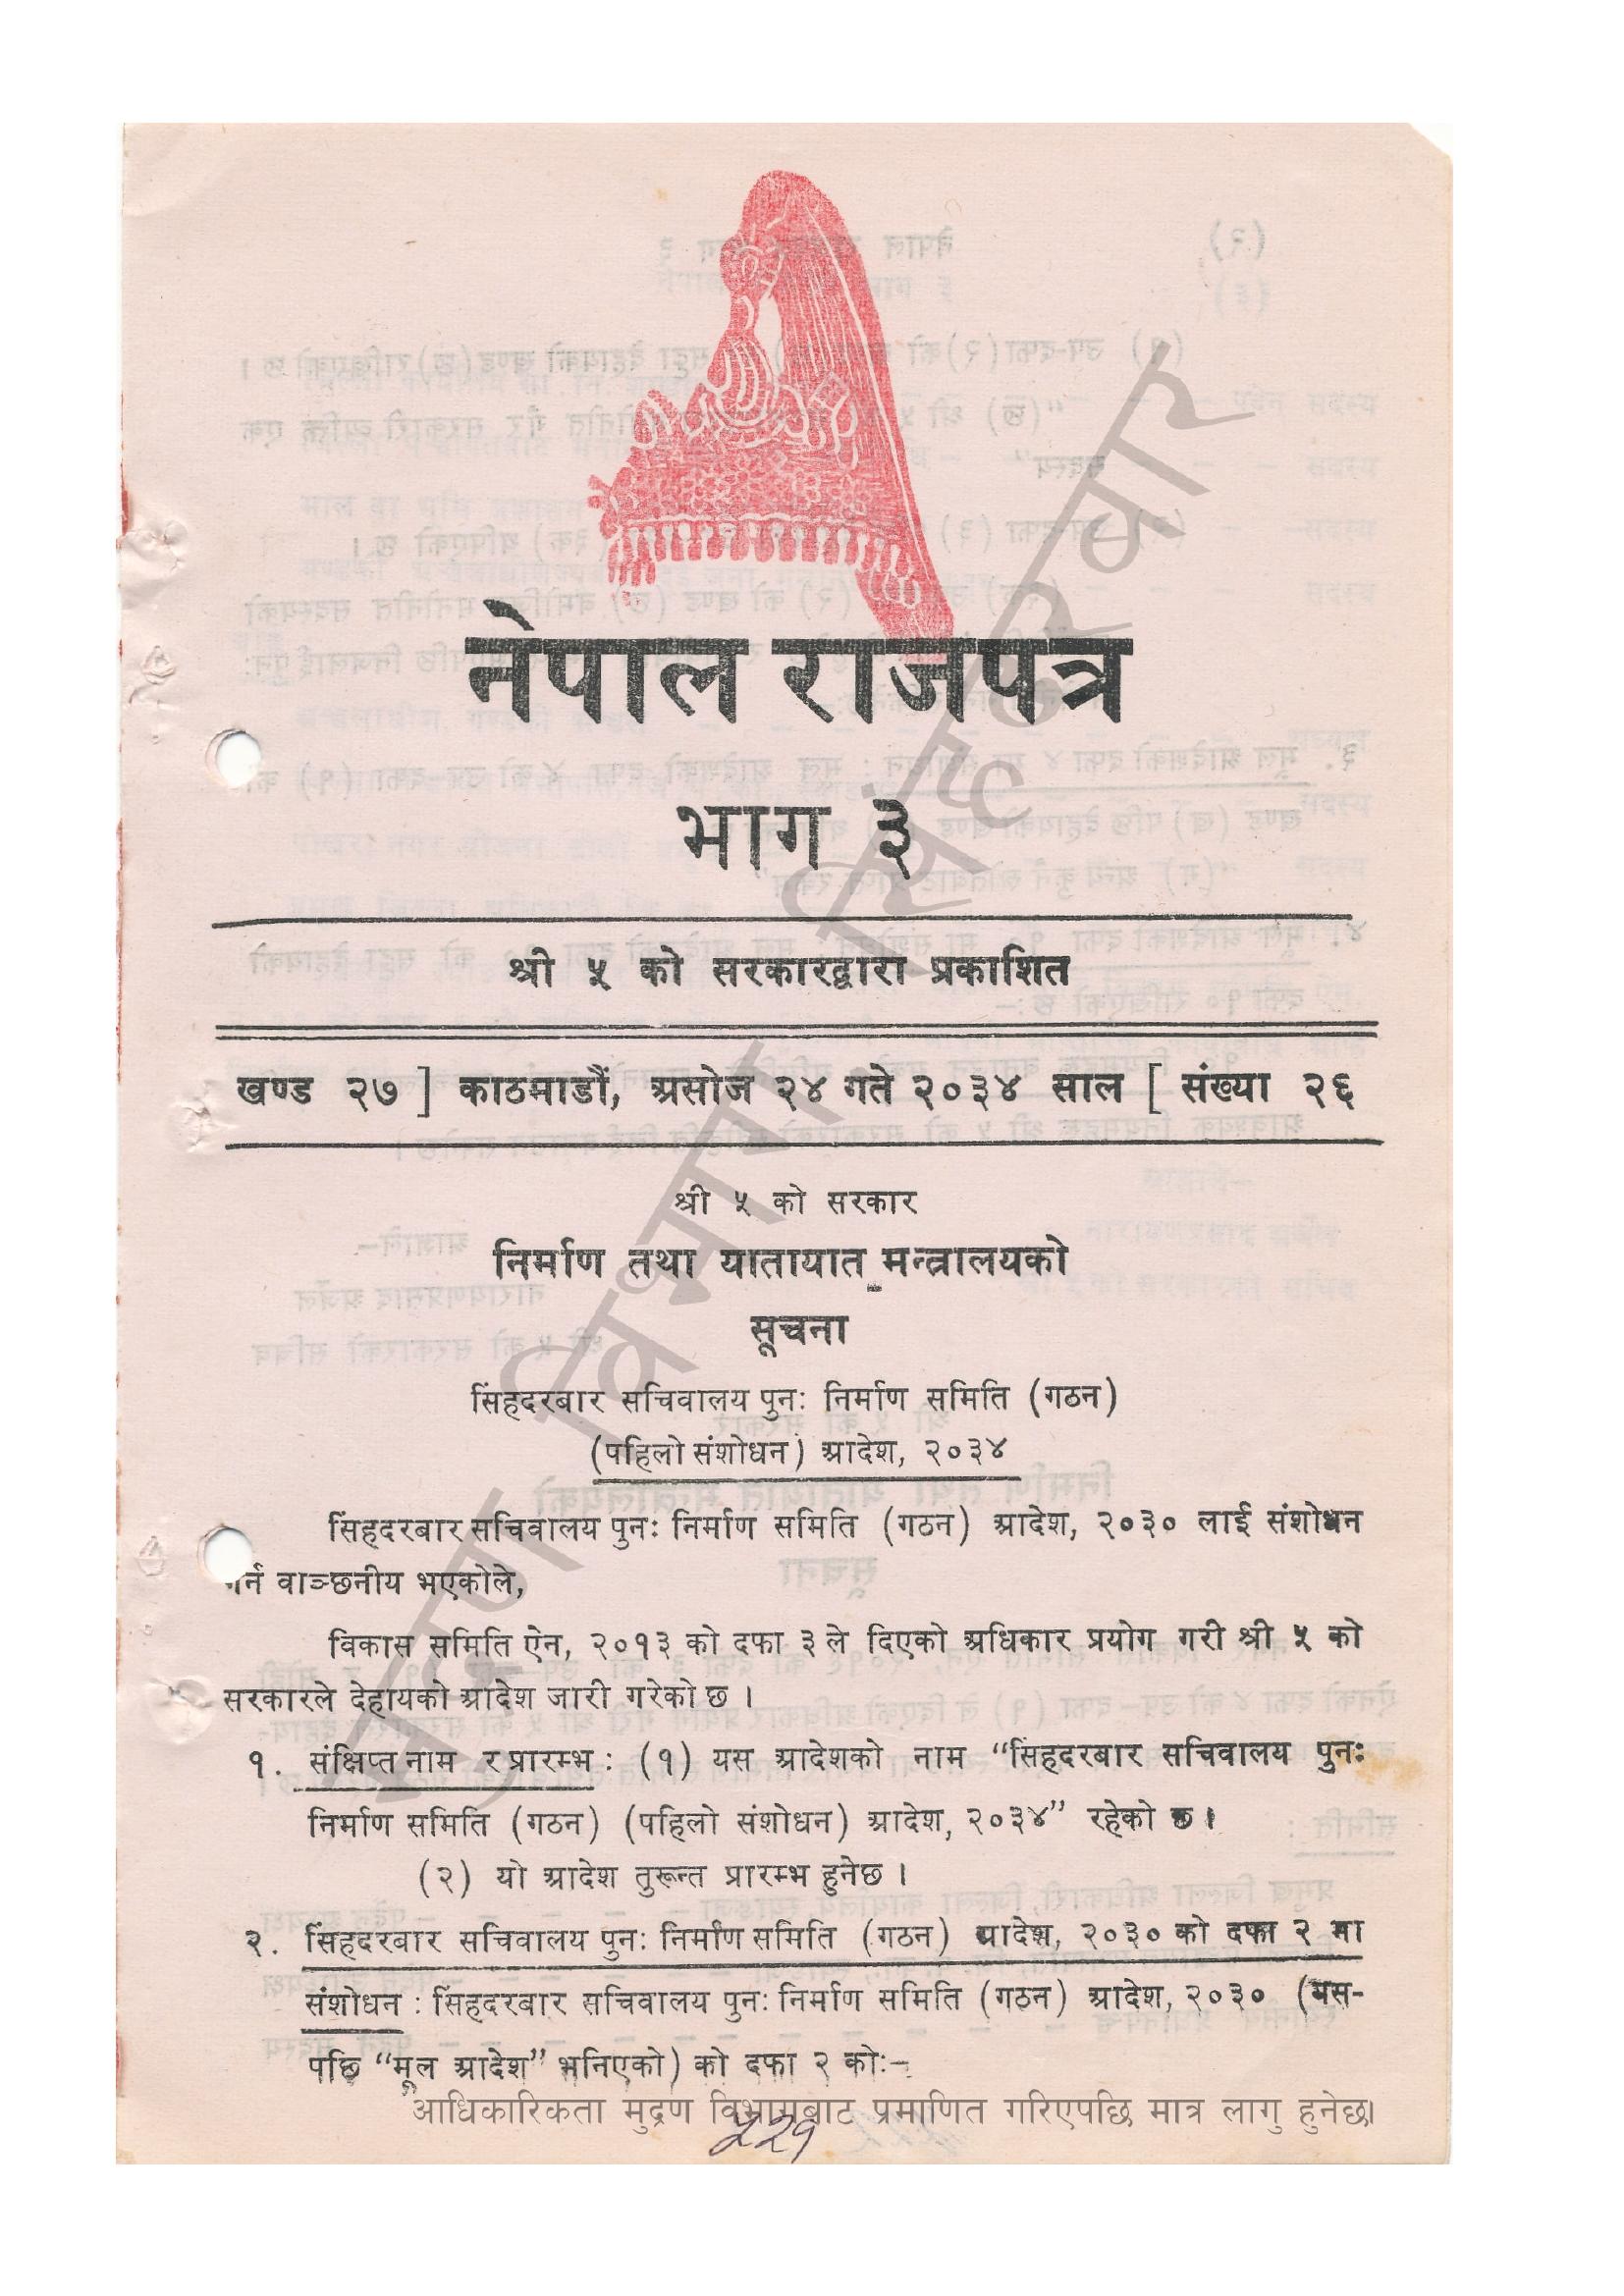 नेपाल राजपत्र
भाग ३
श्री ५ को सरकारद्वारा प्रकाशित
खण्ड २७ ] काठमाडौं, असोज २४ गते २०३४ साल [ संख्या २६
श्री ५ को सरकार
निर्माण तथा यातायात मन्त्रालयको
सूचना
सिंहदरबार सचिवालय पुनः निर्माण समिति (गठन)
(पहिलो संशोधन) आदेश, २०३४
सिंहदरबार सचिवालय पुनः निर्माण समिति (गठन) आदेश, २०३० लाई संशोधन
गर्न वाञ्छनीय भएकोले,
विकास समिति ऐन, २०१३ को दफा ३ ले दिएको अधिकार प्रयोग गरी श्री ५ को
सरकारले देहायको आदेश जारी गरेको छ ।
१. संक्षिप्त नाम र प्रारम्भ : (१) यस आदेशको नाम “सिंहदरबार सचिवालय पुनः
निर्माण समिति (गठन) (पहिलो संशोधन) आदेश, २०३४” रहेको छ ।
(२) यो आदेश तुरून्त प्रारम्भ हुनेछ ।
२. सिंहदरबार सचिवालय पुनः निर्माण समिति (गठन) आदेश, २०३० को दफा २ मा
संशोधन : सिंहदरबार सचिवालय पुनः निर्माण समिति (गठन) आदेश, २०३० (यस-
पछि “मूल आदेश” भनिएको) को दफा २ कोः–
आधिकारिकता मुद्रण विभागबाट प्रमाणित गरिएपछि मात्र लागु हुनेछ।
२२१
मुद्रण विभाग, सिंहदरबार